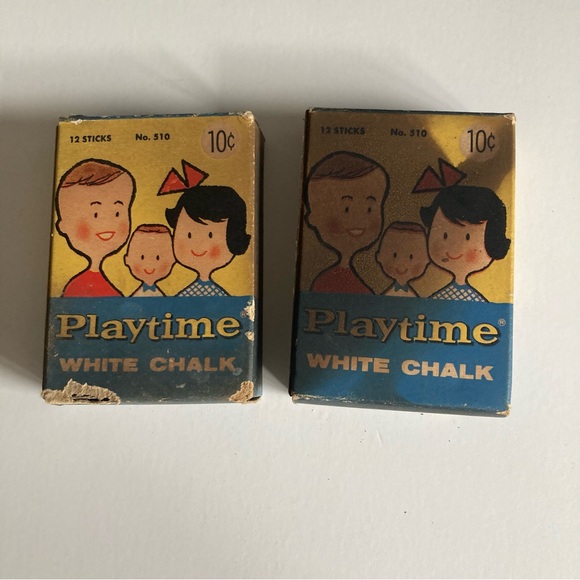 12 STICKS No. 510 10¢
Playtime
WHITE CHALK
12 STICKS No. 510 10¢
Playtime®
WHITE CHALK